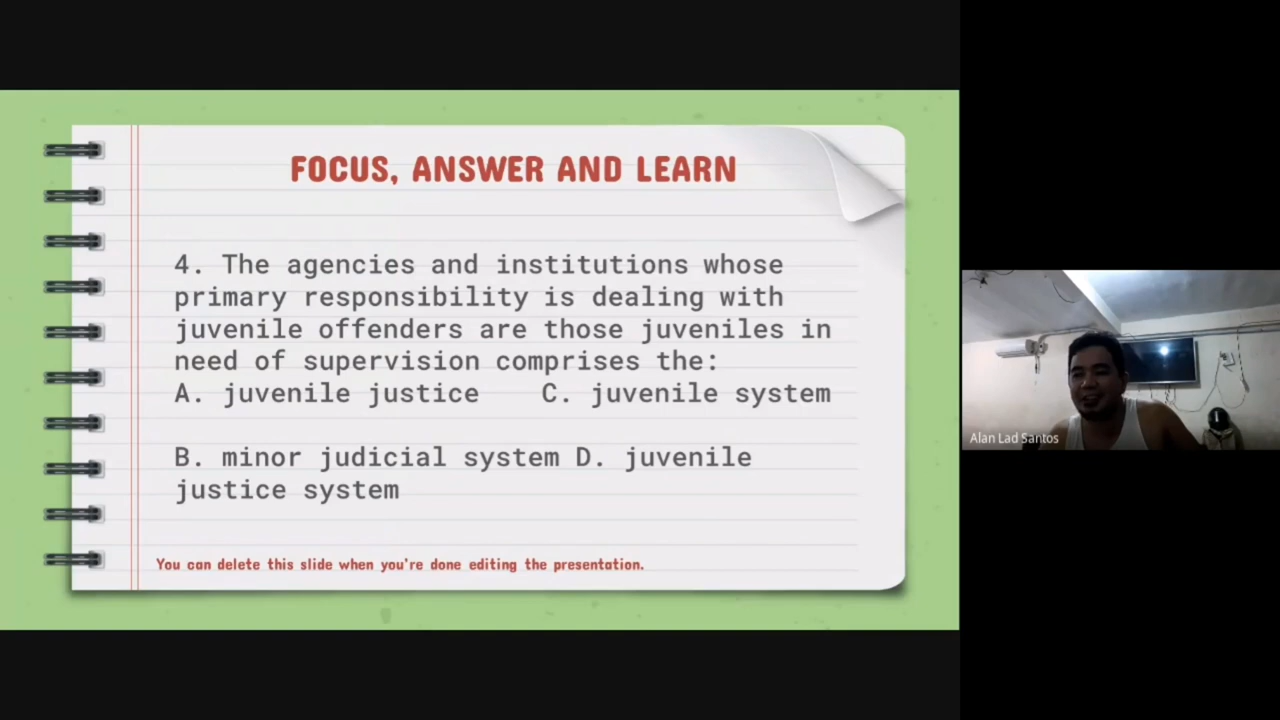 FOCUS, ANSWER AND LEARN
4. The agencies and institutions whose
primary responsibility is dealing with
juvenile offenders are those juveniles in
need of supervision comprises the:
A. juvenile justice    C. juvenile system
B. minor judicial system D. juvenile
justice system
You can delete this slide when you're done editing the presentation.
Alan Lad Santos